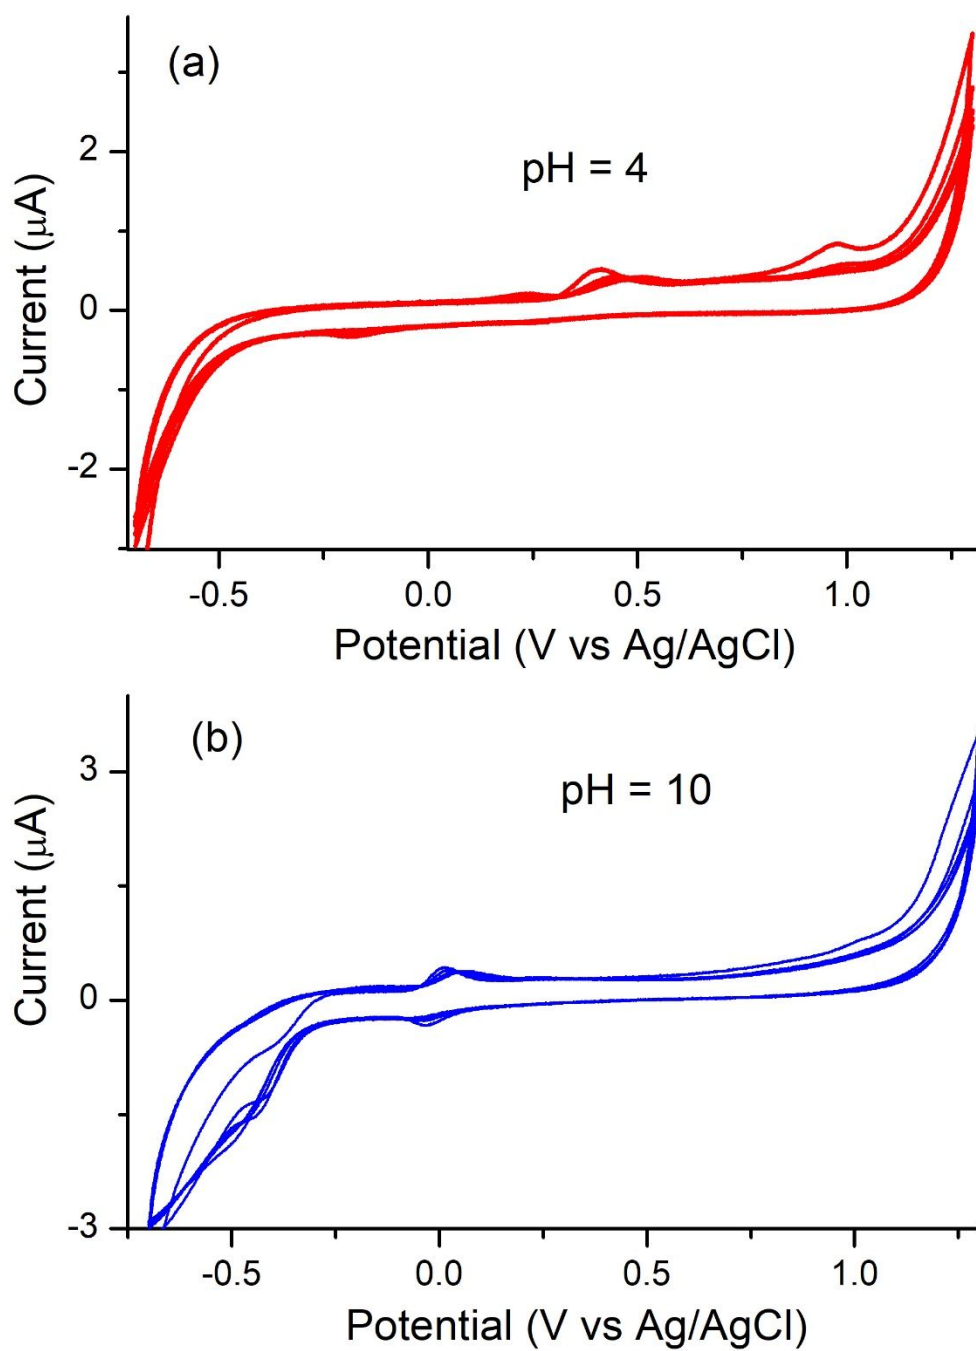 (a)
pH = 4
Current (μA)
2
0
-2
-0.5 0.0 0.5 1.0
Potential (V vs Ag/AgCl)
(b)
pH = 10
Current (μA)
3
0
-3
-0.5 0.0 0.5 1.0
Potential (V vs Ag/AgCl)